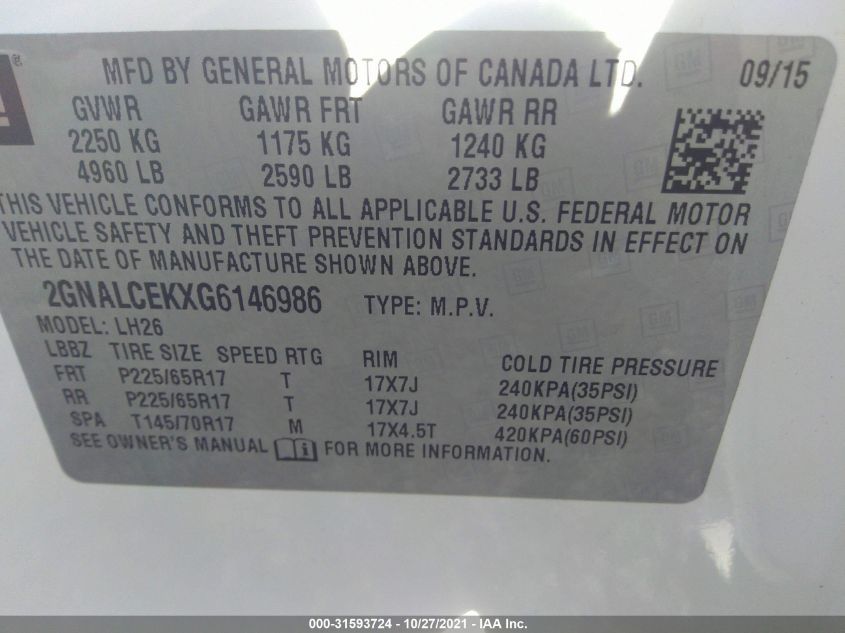 MFD BY GENERAL MOTORS OF CANADA LTD. 09/15
GVWR GAWR FRT GAWR RR
2250 KG 1175 KG 1240 KG
4960 LB 2590 LB 2733 LB
THIS VEHICLE CONFORMS TO ALL APPLICABLE U.S. FEDERAL MOTOR
VEHICLE SAFETY AND THEFT PREVENTION STANDARDS IN EFFECT ON
THE DATE OF MANUFACTURE SHOWN ABOVE.
2GNALCEKXG6146986 TYPE: M.P.V.
MODEL: LH26
LBBZ TIRE SIZE SPEED RTG RIM COLD TIRE PRESSURE
FRT P225/65R17 T 17X7J 240KPA(35PSI)
RR P225/65R17 T 17X7J 240KPA(35PSI)
SPA T145/70R17 M 17X4.5T 420KPA(60PSI)
SEE OWNER'S MANUAL FOR MORE INFORMATION.
000-31593724 - 10/27/2021 - IAA Inc.